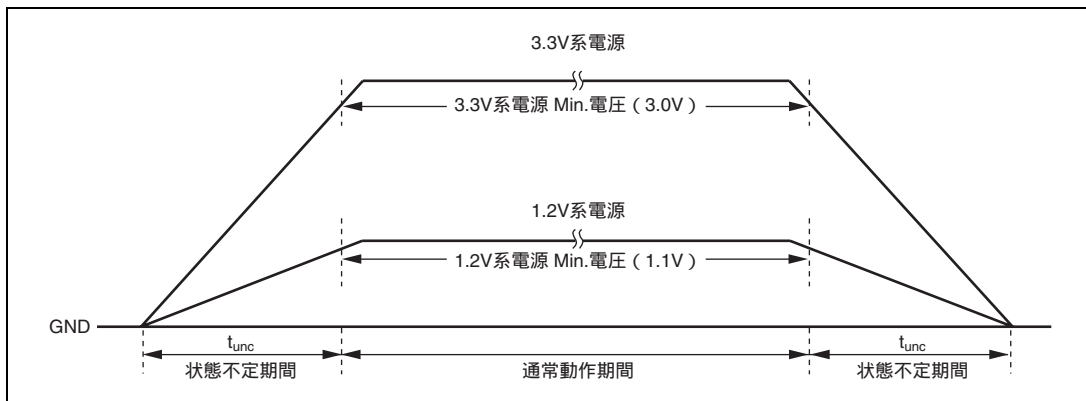 3.3V系電源
3.3V系電源 Min.電圧（3.0V）
1.2V系電源
1.2V系電源 Min.電圧（1.1V）
GND
tunc
tunc
状態不定期間
通常動作期間
状態不定期間